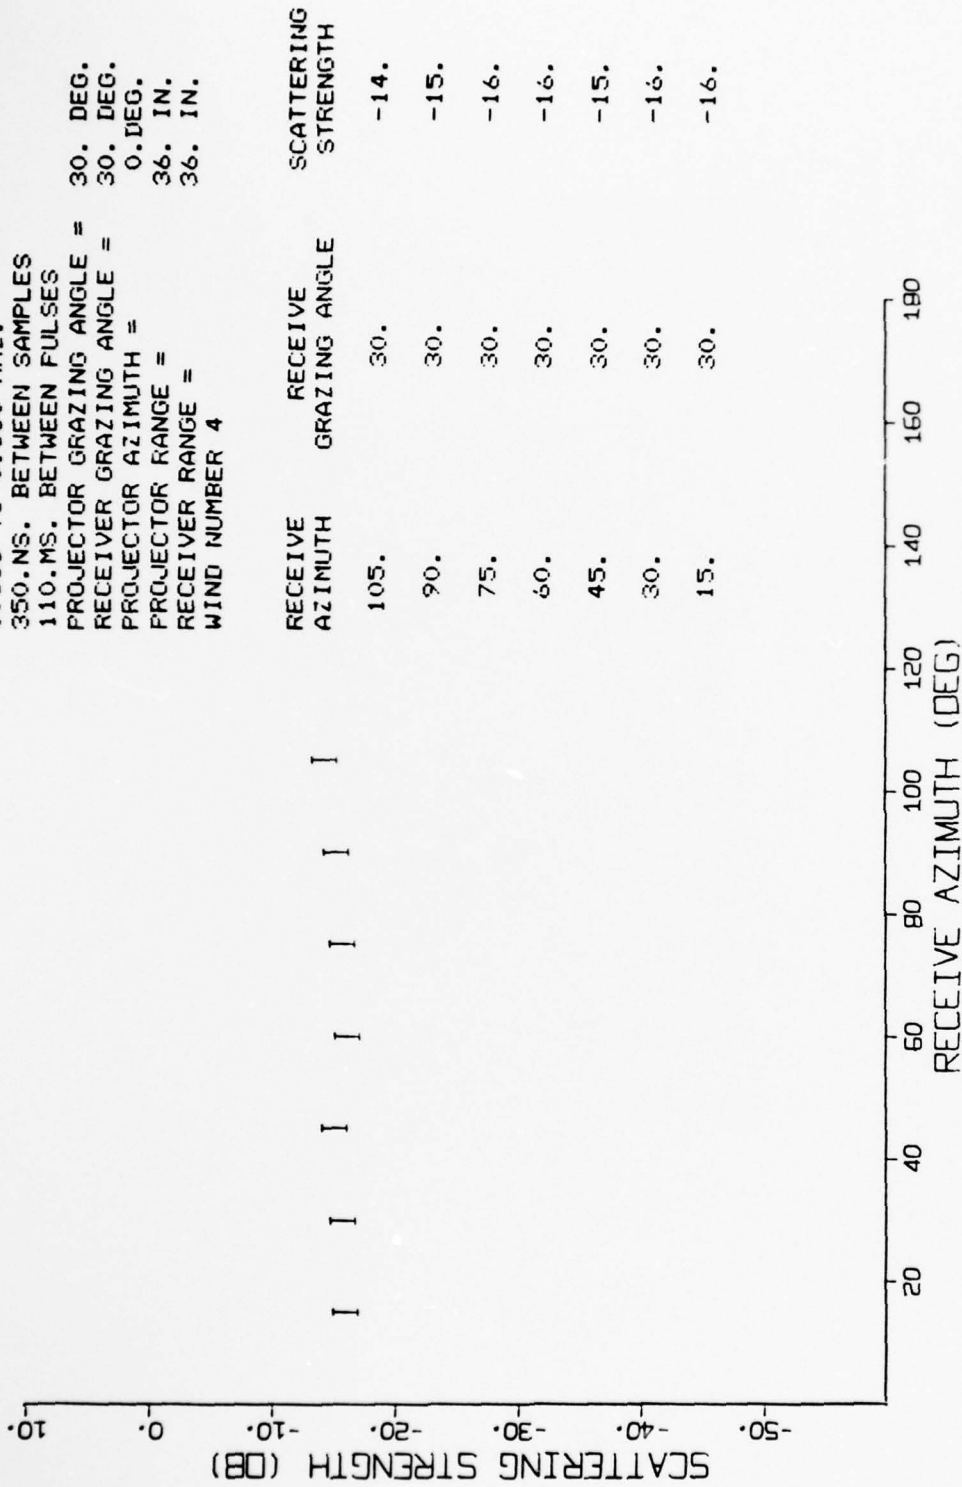 350.NS. BETWEEN SAMPLES
110.MS. BETWEEN PULSES
PROJECTOR GRAZING ANGLE = 30. DEG.
RECEIVER GRAZING ANGLE = 30. DEG.
PROJECTOR AZIMUTH = 0.DEG.
PROJECTOR RANGE = 36. IN.
RECEIVER RANGE = 36. IN.
WIND NUMBER 4
RECEIVE RECEIVE SCATTERING
AZIMUTH GRAZING ANGLE STRENGTH
105. 30. -14.
90. 30. -15.
75. 30. -16.
60. 30. -16.
45. 30. -15.
30. 30. -16.
15. 30. -16.
10.
0.
-10.
-20.
-30.
-40.
-50.
SCATTERING STRENGTH (DB)
20 40 60 80 100 120 140 160 180
RECEIVE AZIMUTH (DEG)